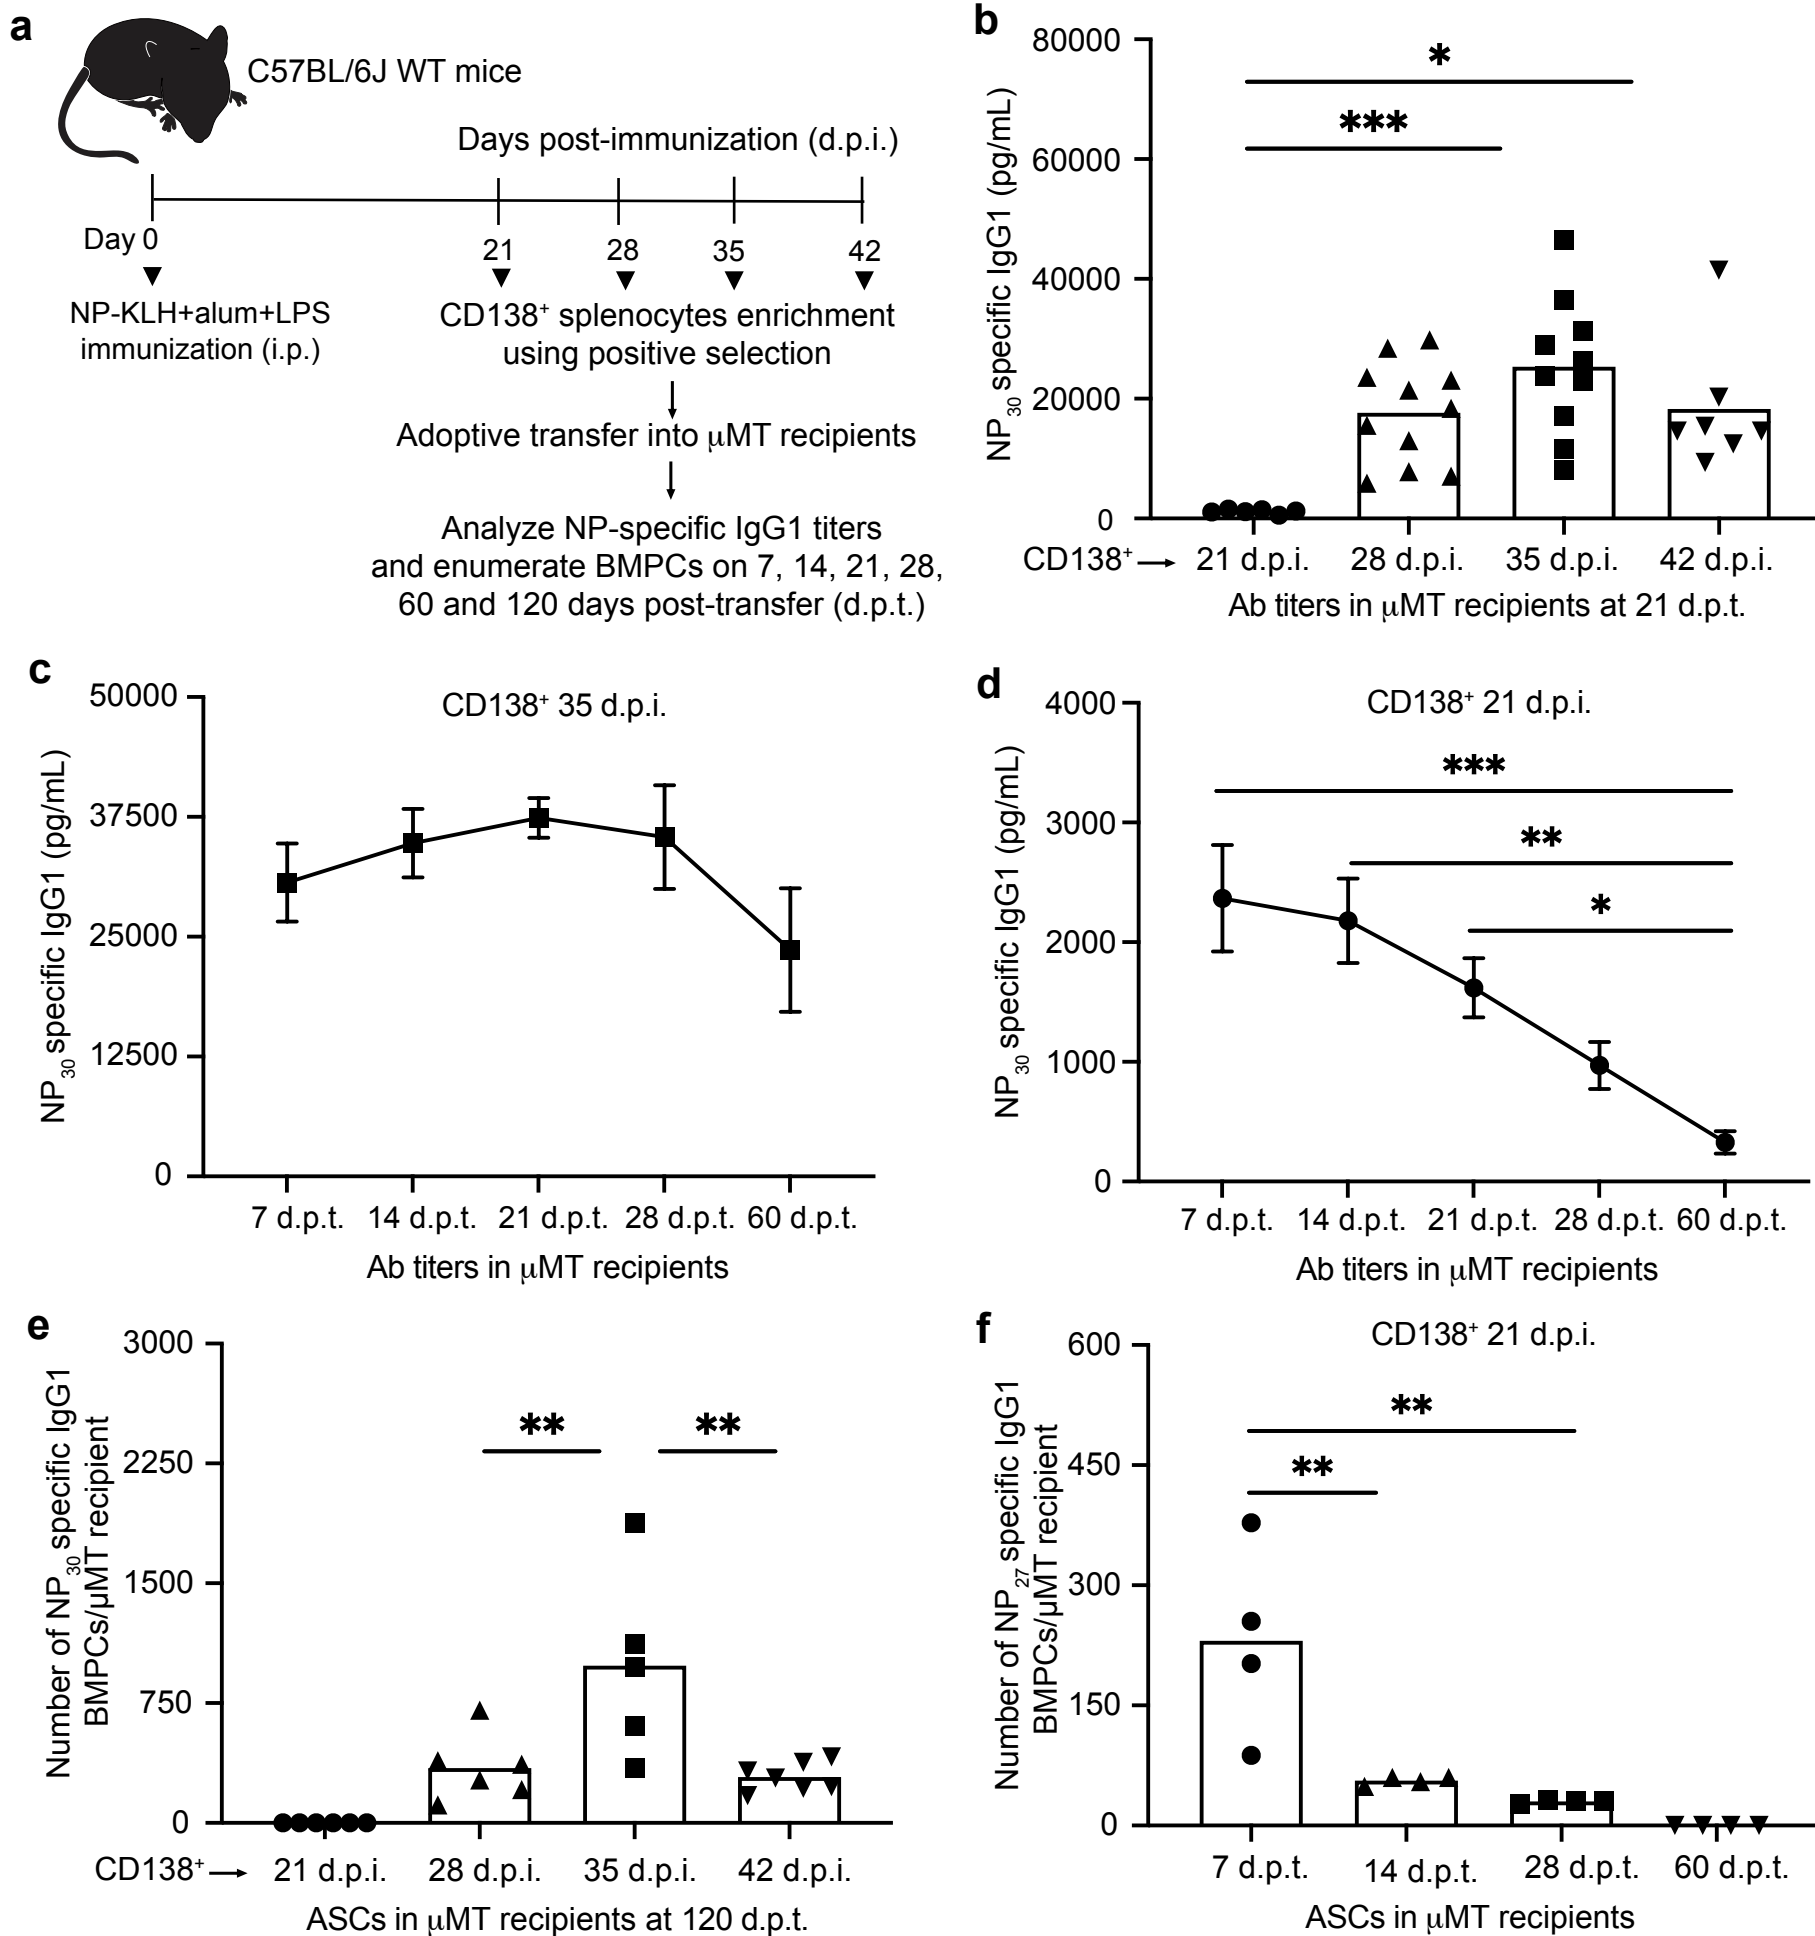 a
C57BL/6J WT mice
Days post-immunization (d.p.i.)
Day 0
21
28
35
42
NP-KLH+alum+LPS
immunization (i.p.)
CD138⁺ splenocytes enrichment
using positive selection
Adoptive transfer into μMT recipients
Analyze NP-specific IgG1 titers
and enumerate BMPCs on 7, 14, 21, 28,
60 and 120 days post-transfer (d.p.t.)
b
NP₃₀ specific IgG1 (pg/mL)
80000
60000
40000
20000
0
*
***
CD138⁺ → 21 d.p.i. 28 d.p.i. 35 d.p.i. 42 d.p.i.
Ab titers in μMT recipients at 21 d.p.t.
c
CD138⁺ 35 d.p.i.
NP₃₀ specific IgG1 (pg/mL)
50000
37500
25000
12500
0
7 d.p.t. 14 d.p.t. 21 d.p.t. 28 d.p.t. 60 d.p.t.
Ab titers in μMT recipients
d
CD138⁺ 21 d.p.i.
NP₃₀ specific IgG1 (pg/mL)
4000
3000
2000
1000
0
***
**
*
7 d.p.t. 14 d.p.t. 21 d.p.t. 28 d.p.t. 60 d.p.t.
Ab titers in μMT recipients
e
Number of NP₃₀ specific IgG1
BMPCs/μMT recipient
3000
2250
1500
750
0
** **
CD138⁺ → 21 d.p.i. 28 d.p.i. 35 d.p.i. 42 d.p.i.
ASCs in μMT recipients at 120 d.p.t.
f
CD138⁺ 21 d.p.i.
Number of NP₂₇ specific IgG1
BMPCs/μMT recipient
600
450
300
150
0
**
**
7 d.p.t. 14 d.p.t. 28 d.p.t. 60 d.p.t.
ASCs in μMT recipients